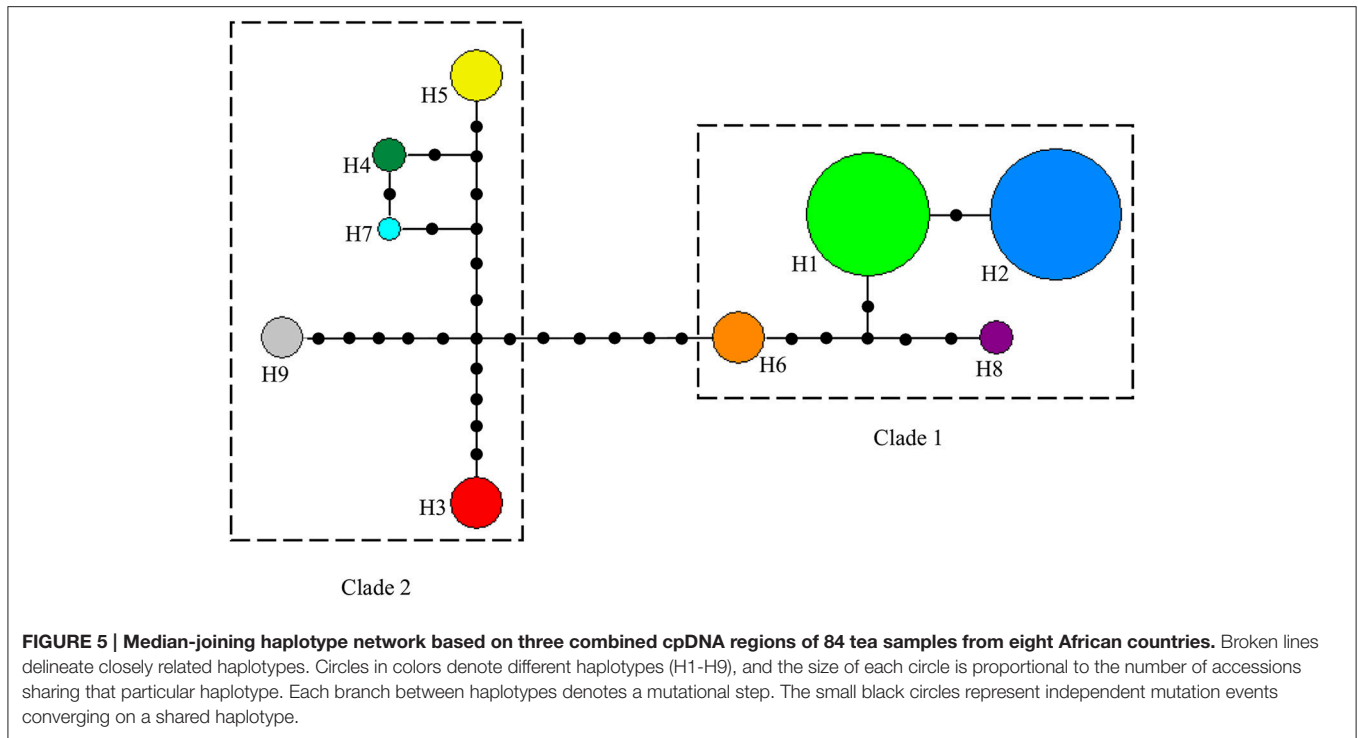 H5
H4
H7
H9
H3
Clade 2
H1
H2
H6
H8
Clade 1
FIGURE 5 | Median-joining haplotype network based on three combined cpDNA regions of 84 tea samples from eight African countries. Broken lines
delineate closely related haplotypes. Circles in colors denote different haplotypes (H1-H9), and the size of each circle is proportional to the number of accessions
sharing that particular haplotype. Each branch between haplotypes denotes a mutational step. The small black circles represent independent mutation events
converging on a shared haplotype.